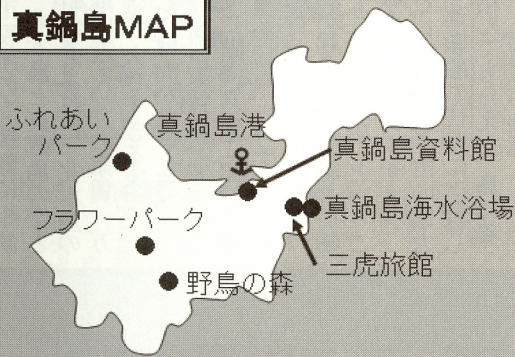 真鍋島MAP
ふれあい
パーク
真鍋島港
真鍋島資料館
フラワーパーク
真鍋島海水浴場
三虎旅館
野鳥の森